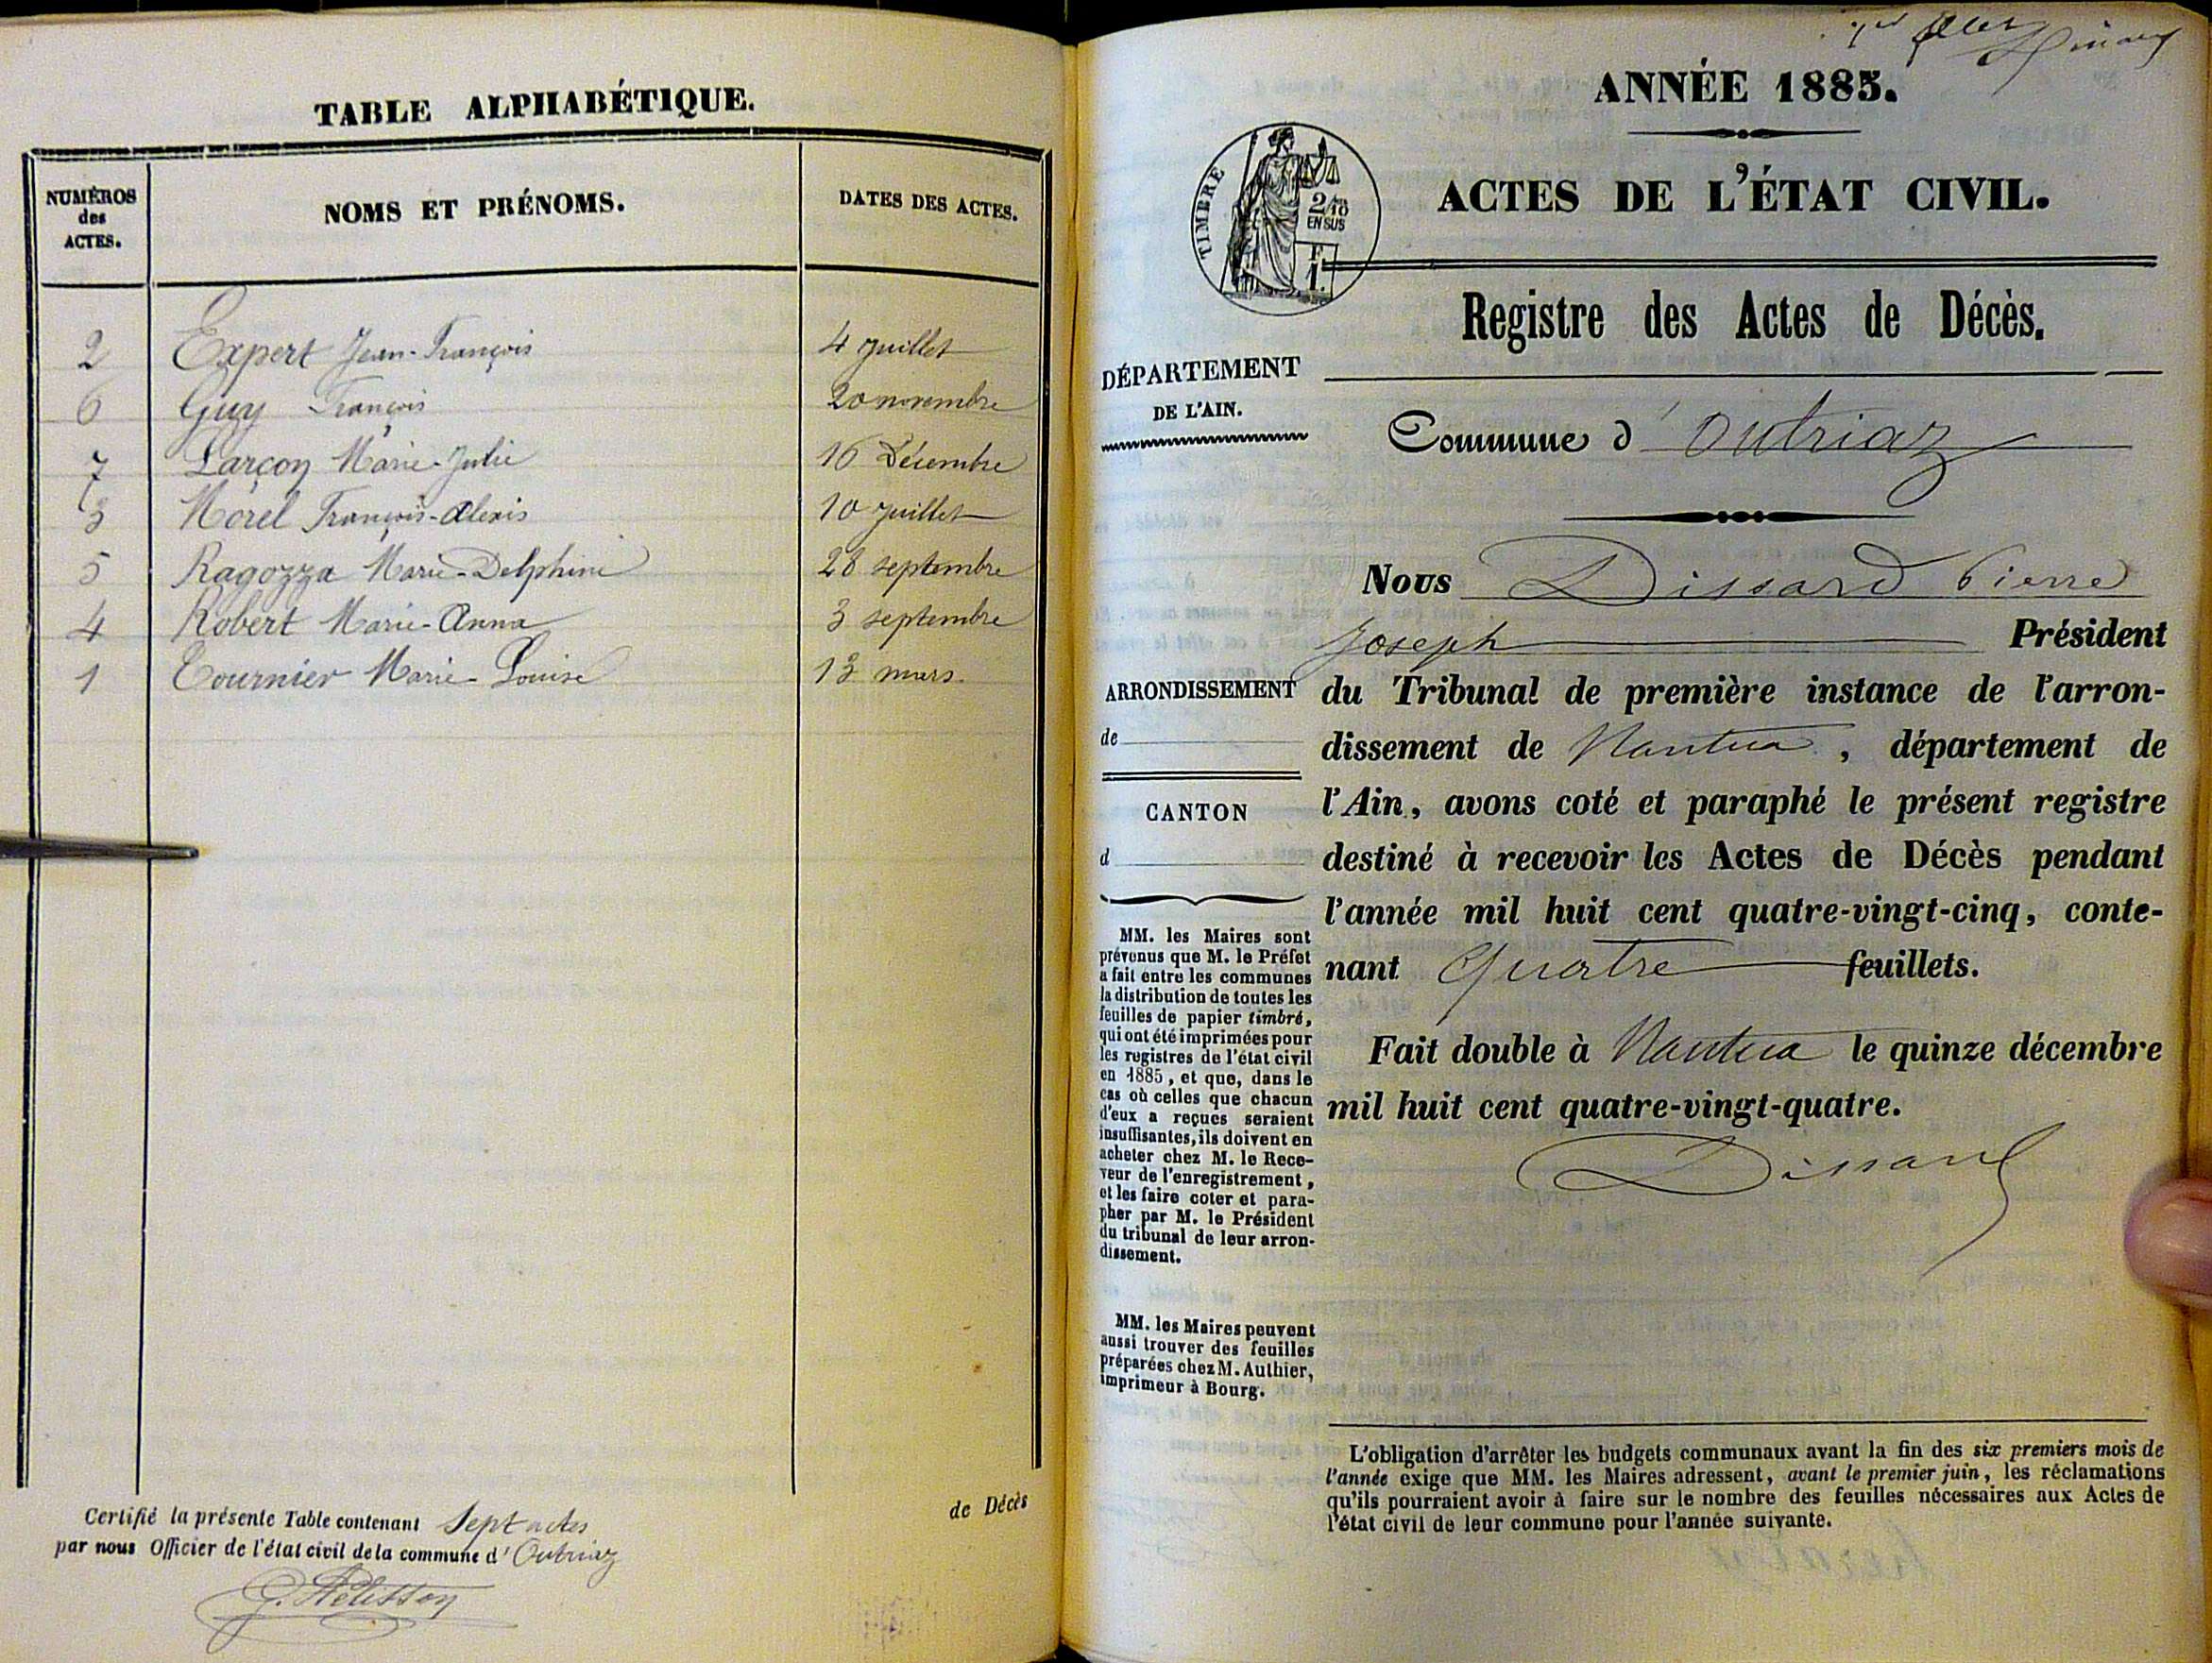 TABLE ALPHABÉTIQUE.
NUMÉROS
des
ACTES.
NOMS ET PRÉNOMS.
DATES DES ACTES.
2 Expert Jean-François 4 juillet
6 Guy François 20 novembre
7 Larçon Marie-Julie 16 Décembre
3 Morel François-Alexis 10 juillet
5 Ragozza Marie-Delphine 28 septembre
4 Robert Marie-Anna 3 septembre
1 Tournier Marie-Louise 13 mars.
de Décès
Certifié la présente Table contenant Sept actes
par nous Officier de l'état civil de la commune d' Outriaz
G. Pélisson
ANNÉE 1885.
ACTES DE L'ÉTAT CIVIL.
TIMBRE
2/10
EN SUS
F
1.
Registre des Actes de Décès.
DÉPARTEMENT
DE L'AIN.
Commune d' Outriaz
Nous Dissard Pierre
Joseph Président
du Tribunal de première instance de l'arron-
dissement de Nantua, département de
l'Ain, avons coté et paraphé le présent registre
destiné à recevoir les Actes de Décès pendant
l'année mil huit cent quatre-vingt-cinq, conte-
nant Quatre feuillets.
Fait double à Nantua le quinze décembre
mil huit cent quatre-vingt-quatre.
Dissard
ARRONDISSEMENT
de
CANTON
d
MM. les Maires sont
prévenus que M. le Préfet
a fait entre les communes
la distribution de toutes les
feuilles de papier timbré,
qui ont été imprimées pour
les registres de l'état civil
en 1885, et que, dans le
cas où celles que chacun
d'eux a reçues seraient
insuffisantes, ils doivent en
acheter chez M. le Rece-
veur de l'enregistrement,
et les faire coter et para-
pher par M. le Président
du tribunal de leur arron-
dissement.
MM. les Maires peuvent
aussi trouver des feuilles
préparées chez M. Authier,
imprimeur à Bourg.
L'obligation d'arrêter les budgets communaux avant la fin des six premiers mois de
l'année exige que MM. les Maires adressent, avant le premier juin, les réclamations
qu'ils pourraient avoir à faire sur le nombre des feuilles nécessaires aux Actes de
l'état civil de leur commune pour l'année suivante.